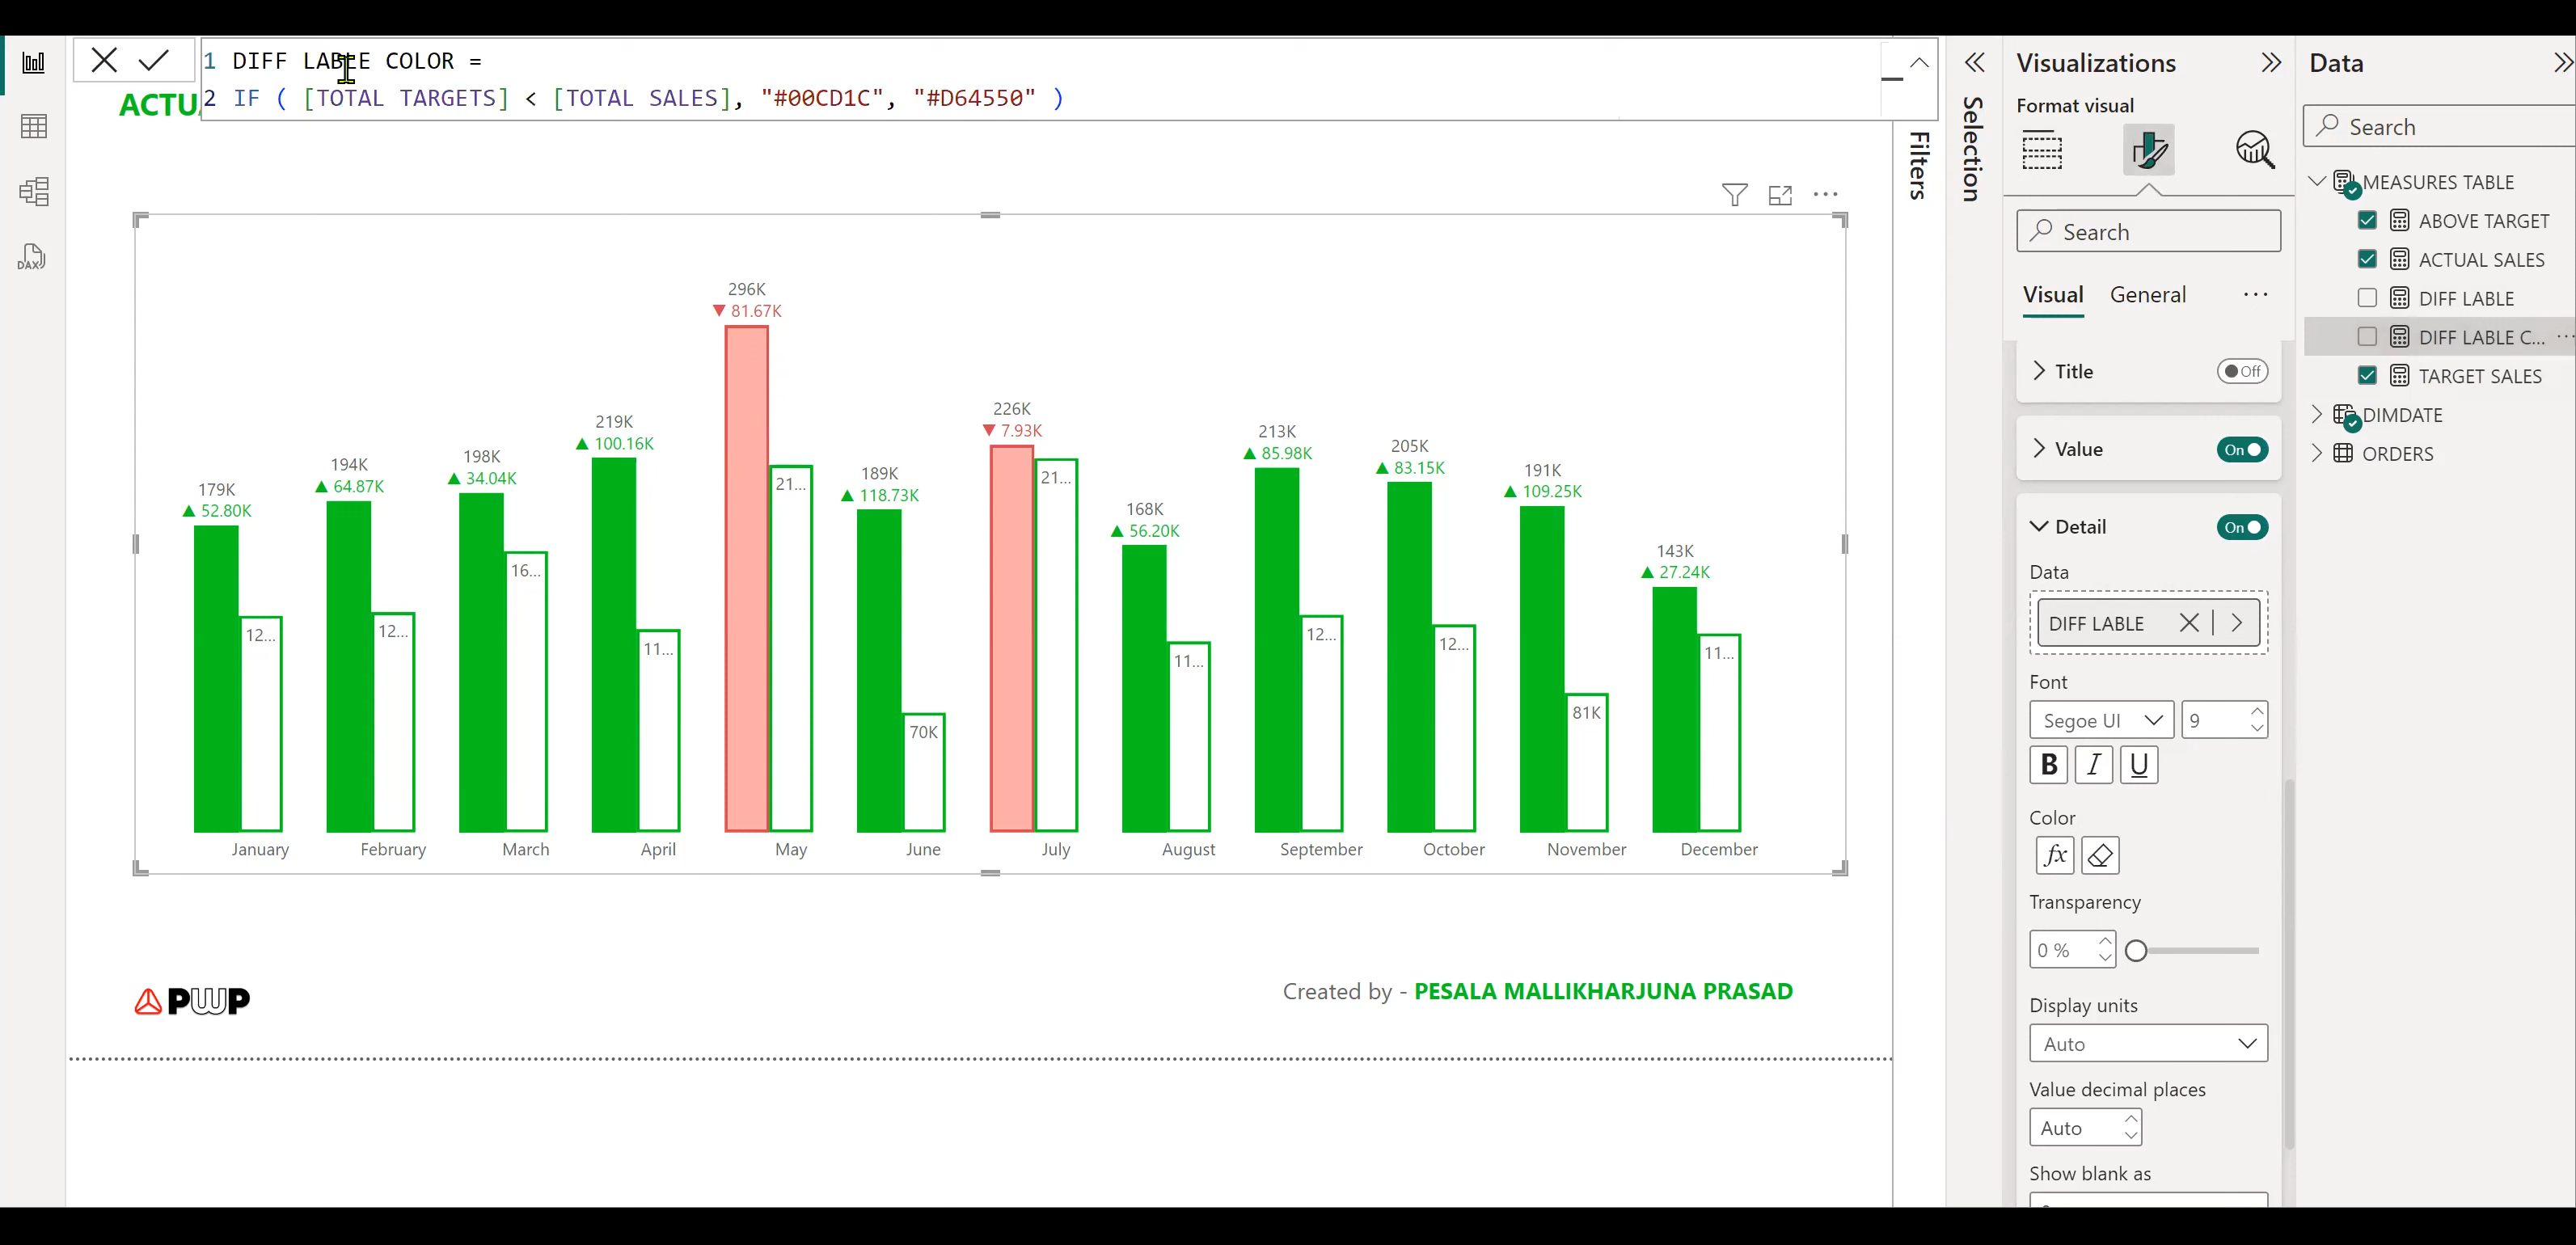 1 DIFF LABLE COLOR =
2 IF ( [TOTAL TARGETS] < [TOTAL SALES], "#00CD1C", "#D64550" )
DAX
Filters
Selection
296K
▼ 81.67K
226K
▼ 7.93K
219K
▲ 100.16K
213K
▲ 85.98K
205K
▲ 83.15K
198K
▲ 34.04K
194K
▲ 64.87K
191K
▲ 109.25K
189K
▲ 118.73K
179K
▲ 52.80K
168K
▲ 56.20K
143K
▲ 27.24K
12...
12...
16...
11...
21...
70K
21...
11...
12...
12...
81K
11...
January February March April May June July August September October November December
PWP
Created by - PESALA MALLIKHARJUNA PRASAD
Visualizations
Format visual
Search
Visual General
Title Off
Value On
Detail On
Data
DIFF LABLE
Font
Segoe UI 9
B I U
Color
fx
Transparency
0 %
Display units
Auto
Value decimal places
Auto
Show blank as
Data
Search
MEASURES TABLE
ABOVE TARGET
ACTUAL SALES
DIFF LABLE
DIFF LABLE C...
TARGET SALES
DIMDATE
ORDERS